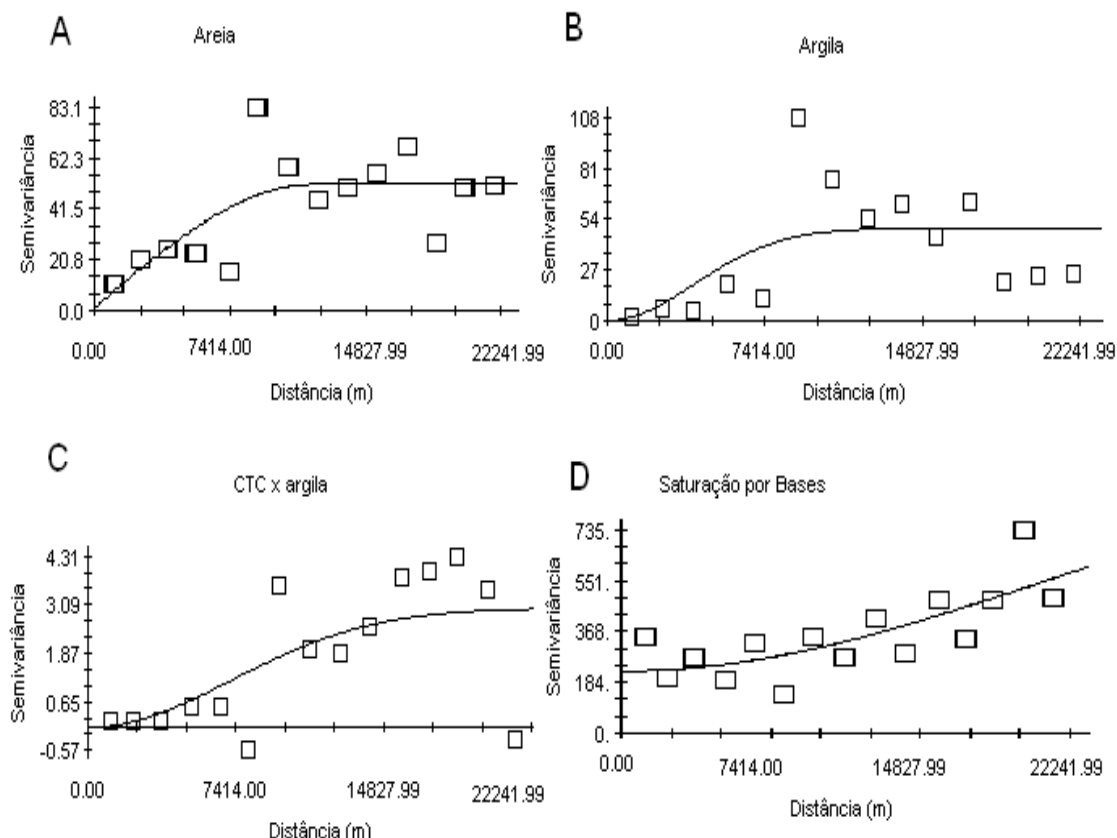 A
Areia
Semivariância
83.1
62.3
41.5
20.8
0.0
0.00
7414.00
14827.99
22241.99
Distância (m)
B
Argila
Semivariância
108
81
54
27
0
0.00
7414.00
14827.99
22241.99
Distância (m)
C
CTC x argila
Semivariância
4.31
3.09
1.87
0.65
-0.57
0.00
7414.00
14827.99
22241.99
Distância (m)
D
Saturação por Bases
Semivariância
735.
551.
368.
184.
0.
0.00
7414.00
14827.99
22241.99
Distância (m)